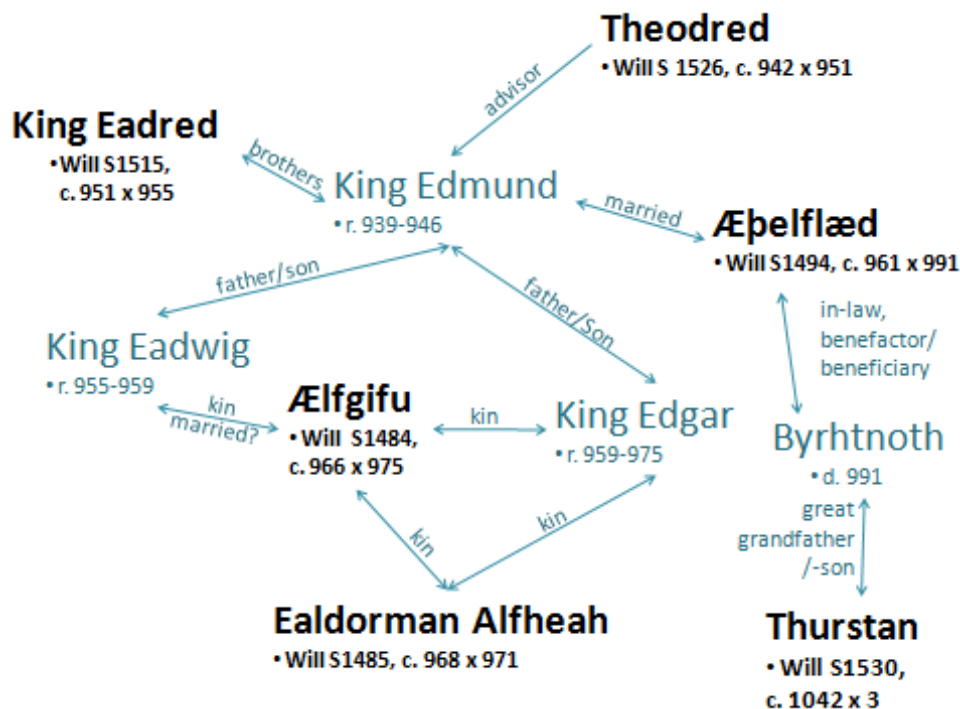 Theodred
• Will S 1526, c. 942 x 951
advisor
King Eadred
• Will S1515,
c. 951 x 955
brothers
King Edmund
• r. 939-946
married
Æþelflæd
• Will S1494, c. 961 x 991
father/son
father/Son
in-law,
benefactor/
beneficiary
King Eadwig
• r. 955-959
kin
married?
Ælfgifu
• Will S1484,
c. 966 x 975
kin
King Edgar
• r. 959-975
Byrhtnoth
• d. 991
kin
kin
great
grandfather
/-son
Ealdorman Alfheah
• Will S1485, c. 968 x 971
Thurstan
• Will S1530,
c. 1042 x 3